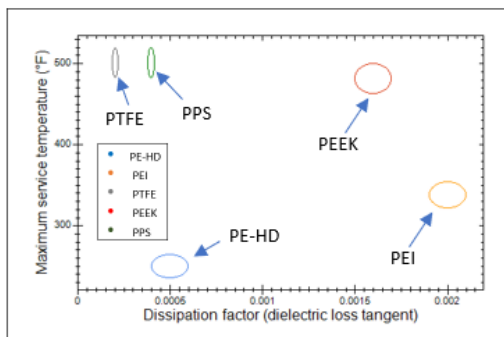 Maximum service temperature (°F)
500
400
300
PTFE
PPS
PEEK
PE-HD
PEI
PTFE
PEEK
PPS
PE-HD
PEI
0 0.0005 0.001 0.0015 0.002
Dissipation factor (dielectric loss tangent)